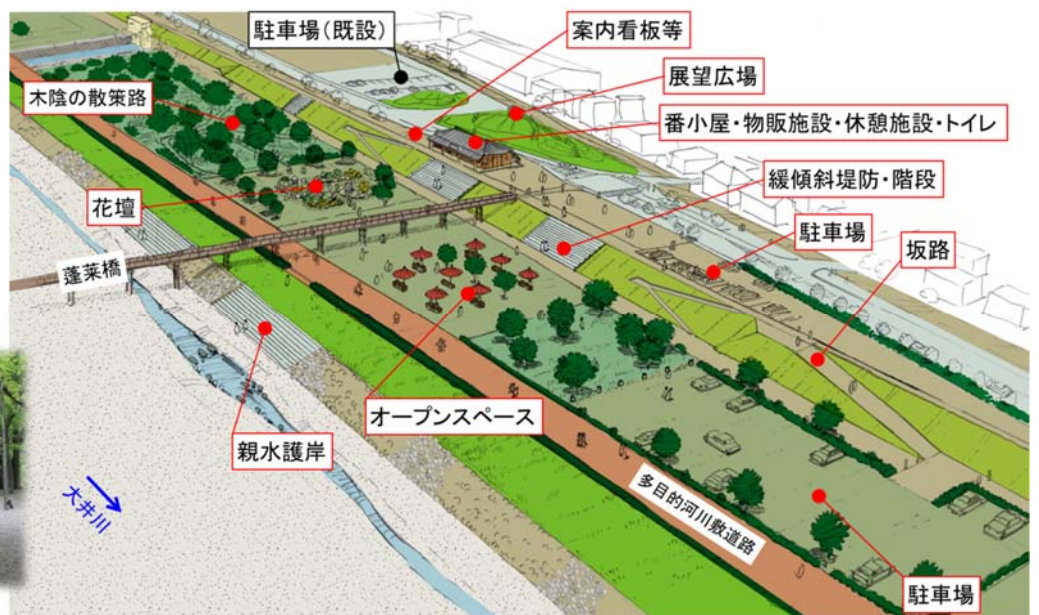 駐車場(既設)
案内看板等
展望広場
木陰の散策路
番小屋・物販施設・休憩施設・トイレ
花壇
緩傾斜堤防・階段
駐車場
坂路
蓬莱橋
オープンスペース
親水護岸
大井川
多目的河川敷道路
駐車場